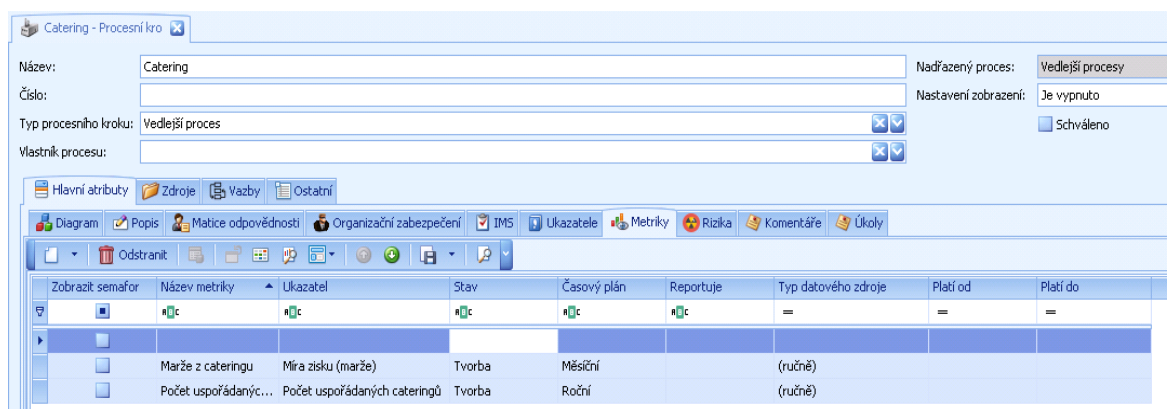 Catering - Procesní kro
Název: Catering Nadřazený proces: Vedlejší procesy
Číslo: Nastavení zobrazení: Je vypnuto
Typ procesního kroku: Vedlejší proces Schváleno
Vlastník procesu:
Hlavní atributy Zdroje Vazby Ostatní
Diagram Popis Matice odpovědnosti Organizační zabezpečení IMS Ukazatele Metriky Rizika Komentáře Úkoly
Odstranit
Zobrazit semafor Název metriky Ukazatel Stav Časový plán Reportuje Typ datového zdroje Platí od Platí do
= = =
Marže z cateringu Míra zisku (marže) Tvorba Měsíční (ručně)
Počet uspořádanýc... Počet uspořádaných cateringů Tvorba Roční (ručně)